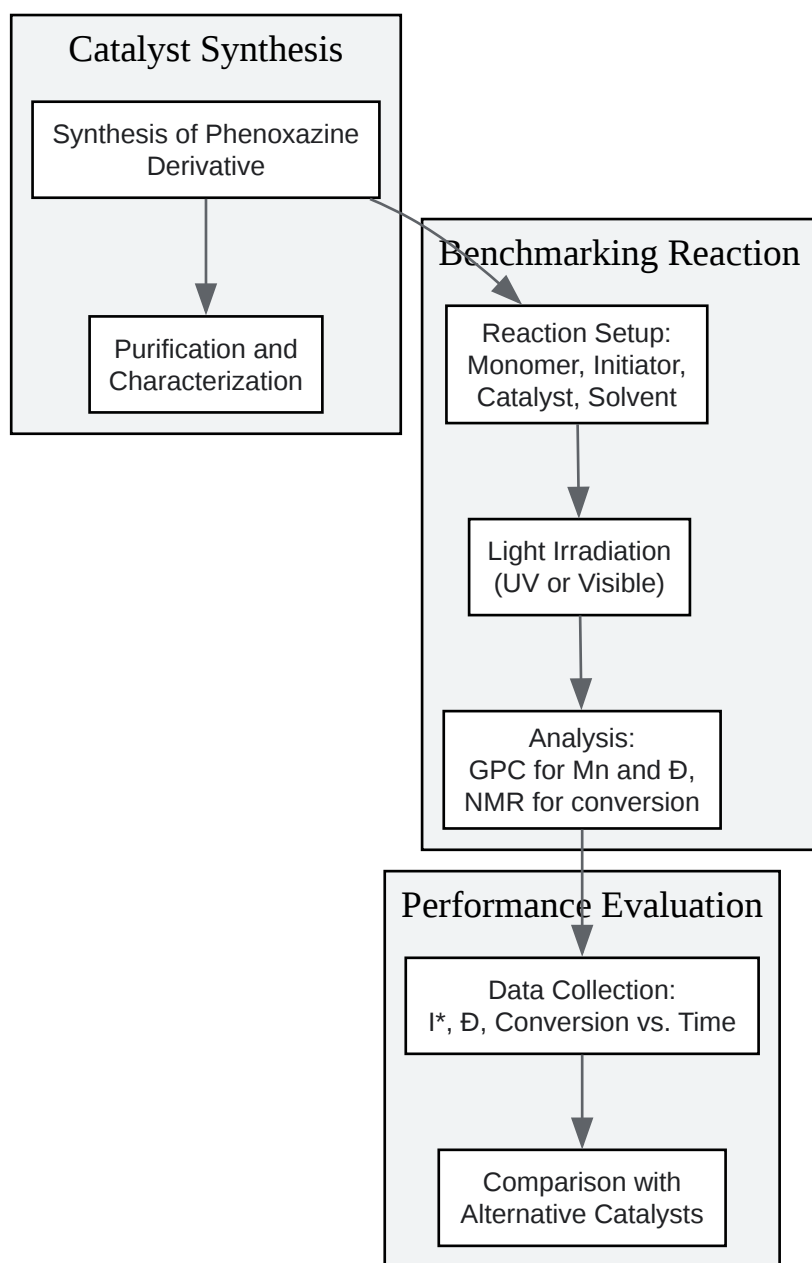 Catalyst Synthesis
Synthesis of Phenoxazine
Derivative
Purification and
Characterization
Benchmarking Reaction
Reaction Setup:
Monomer, Initiator,
Catalyst, Solvent
Light Irradiation
(UV or Visible)
Analysis:
GPC for Mn and Đ,
NMR for conversion
Performance Evaluation
Data Collection:
I*, Đ, Conversion vs. Time
Comparison with
Alternative Catalysts